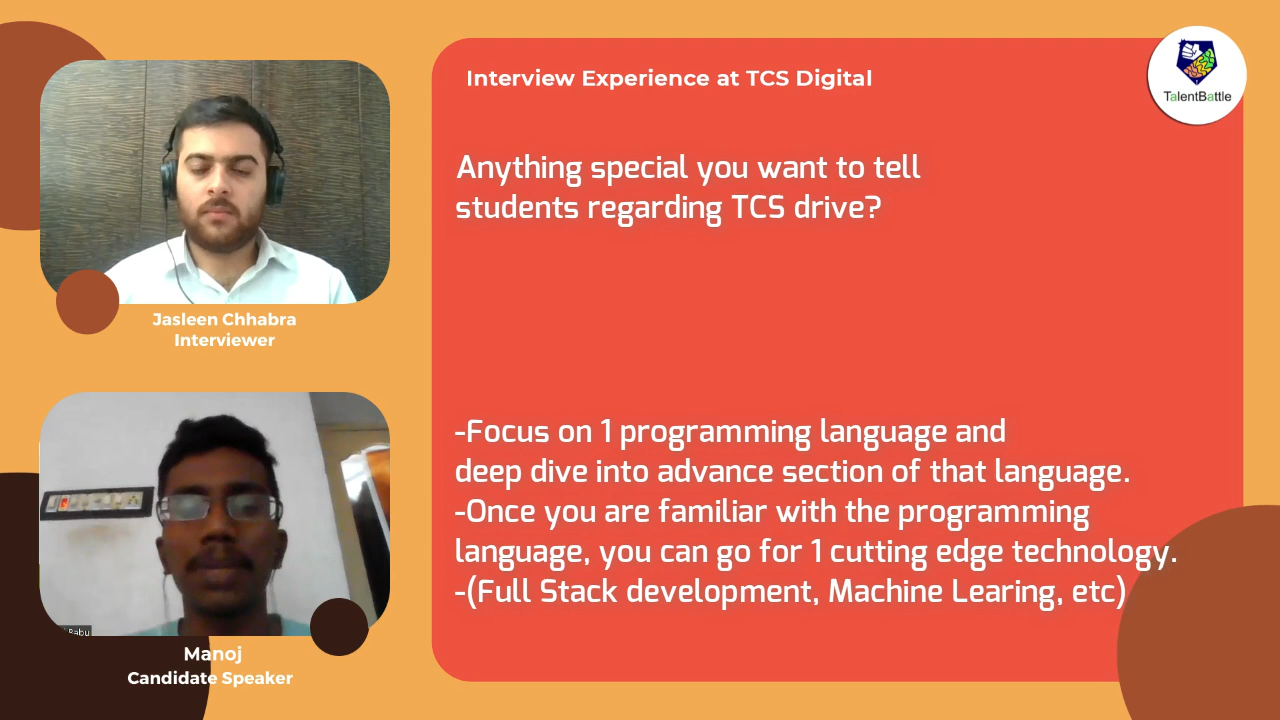 Interview Experience at TCS Digital
TalentBattle
Anything special you want to tell
students regarding TCS drive?
Jasleen Chhabra
Interviewer
-Focus on 1 programming language and
deep dive into advance section of that language.
-Once you are familiar with the programming
language, you can go for 1 cutting edge technology.
-(Full Stack development, Machine Learing, etc)
Babu
Manoj
Candidate Speaker